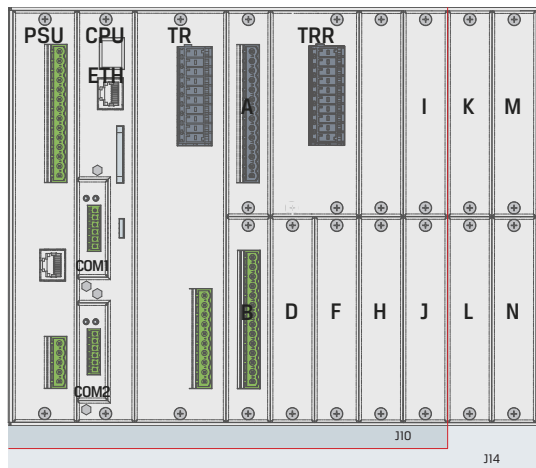 PSU CPU TR TRR
ETH
A I K M
COM1
B D F H J L N
COM2
J10
J14